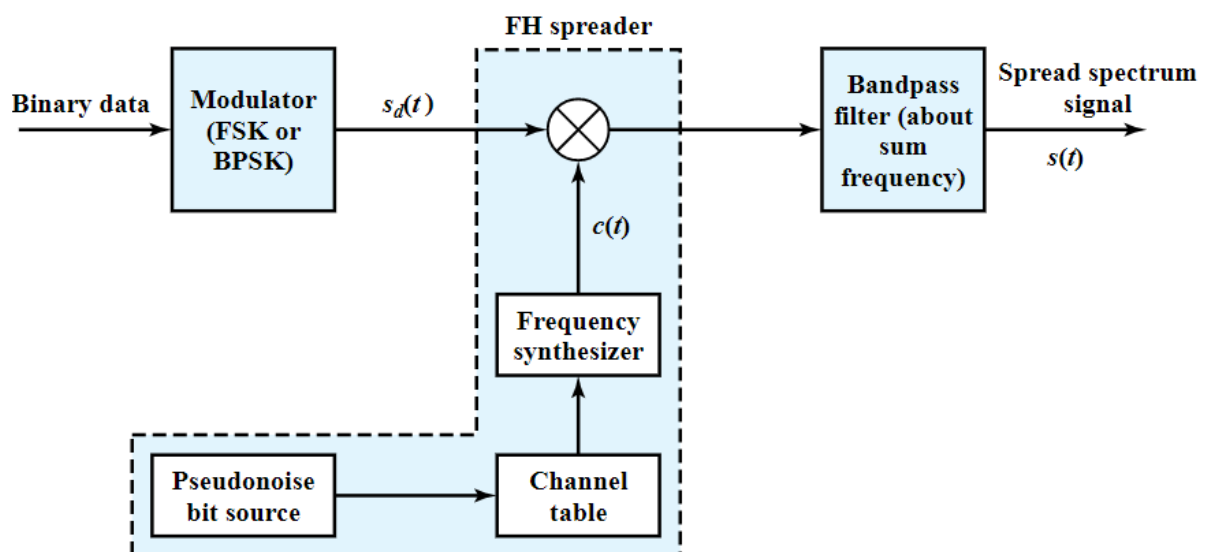 FH spreader
Binary data
Modulator
(FSK or
BPSK)
s_d(t)
Bandpass
filter (about
sum
frequency)
Spread spectrum
signal
s(t)
c(t)
Frequency
synthesizer
Pseudonoise
bit source
Channel
table